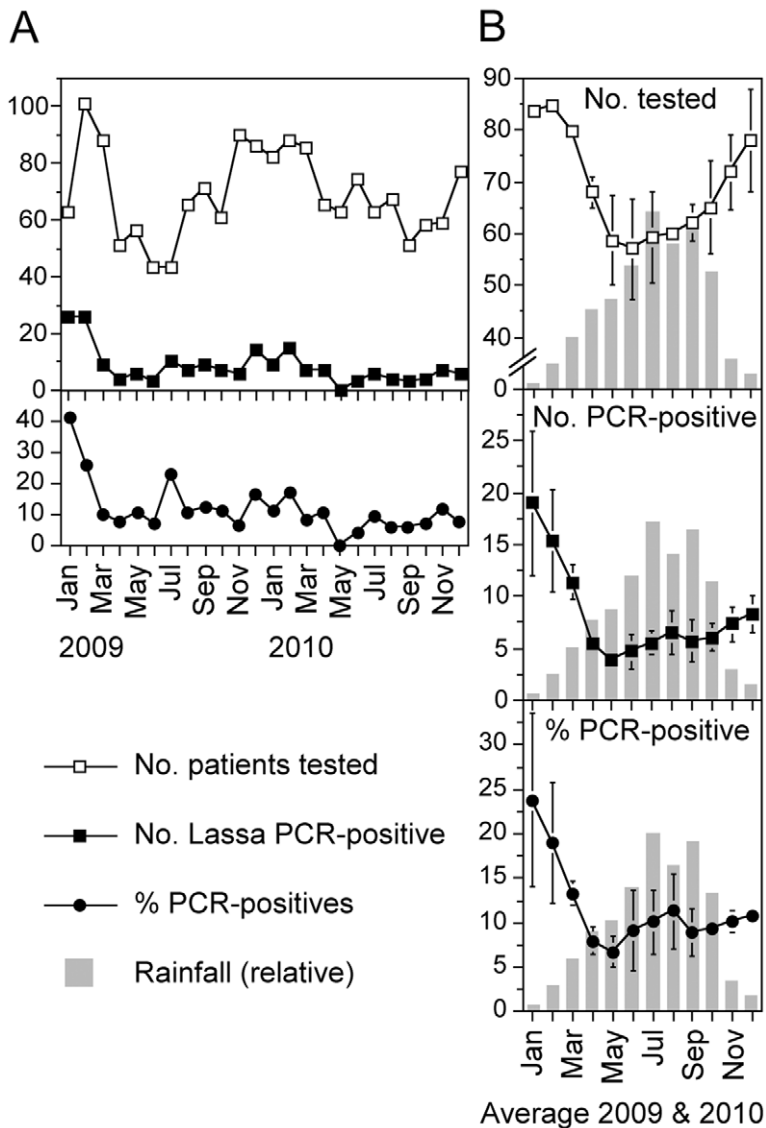 A
100
80
60
40
20
0
40
30
20
10
0
Jan
Mar
May
Jul
Sep
Nov
Jan
Mar
May
Jul
Sep
Nov
2009
2010
No. patients tested
No. Lassa PCR-positive
% PCR-positives
Rainfall (relative)
B
No. tested
90
80
70
60
50
40
0
No. PCR-positive
25
20
15
10
5
0
% PCR-positive
30
25
20
15
10
5
0
Jan
Mar
May
Jul
Sep
Nov
Average 2009 & 2010